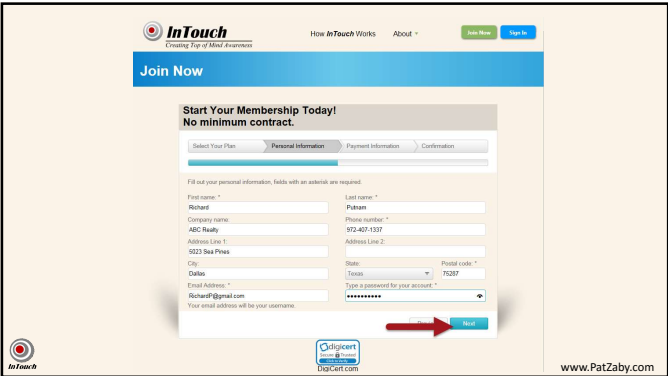 InTouch
Creating Top of Mind Awareness
How InTouch Works
About
Join Now
Sign In
Join Now
Start Your Membership Today!
No minimum contract.
Select Your Plan
Personal Information
Payment Information
Confirmation
Fill out your personal information, fields with an asterisk are required.
First name: *
Last name: *
Richard
Putnam
Company name:
Phone number: *
ABC Realty
972-407-1337
Address Line 1:
Address Line 2:
5023 Sea Pines
City:
State:
Postal code: *
Dallas
Texas
75287
Email Address: *
Type a password for your account: *
RichardP@gmail.com
Your email address will be your username.
Next
digicert
Secure Trusted
Click to Verify
DigiCert.com
InTouch
www.PatZaby.com